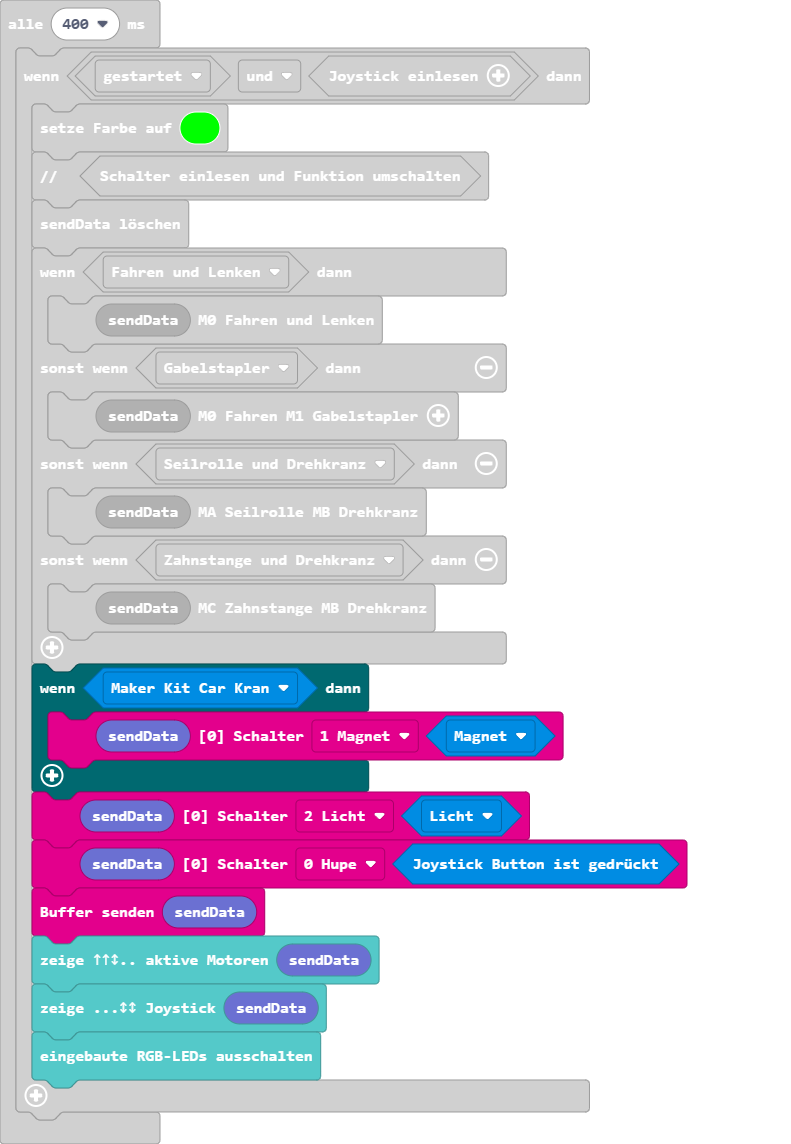 alle 400 ms
wenn gestartet und Joystick einlesen dann
setze Farbe auf
// Schalter einlesen und Funktion umschalten
sendData löschen
wenn Fahren und Lenken dann
sendData M0 Fahren und Lenken
sonst wenn Gabelstapler dann
sendData M0 Fahren M1 Gabelstapler
sonst wenn Seilrolle und Drehkranz dann
sendData MA Seilrolle MB Drehkranz
sonst wenn Zahnstange und Drehkranz dann
sendData MC Zahnstange MB Drehkranz
wenn Maker Kit Car Kran dann
sendData [0] Schalter 1 Magnet Magnet
sendData [0] Schalter 2 Licht Licht
sendData [0] Schalter 0 Hupe Joystick Button ist gedrückt
Buffer senden sendData
zeige ↑↑↕.. aktive Motoren sendData
zeige ...↕↕ Joystick sendData
eingebaute RGB-LEDs ausschalten